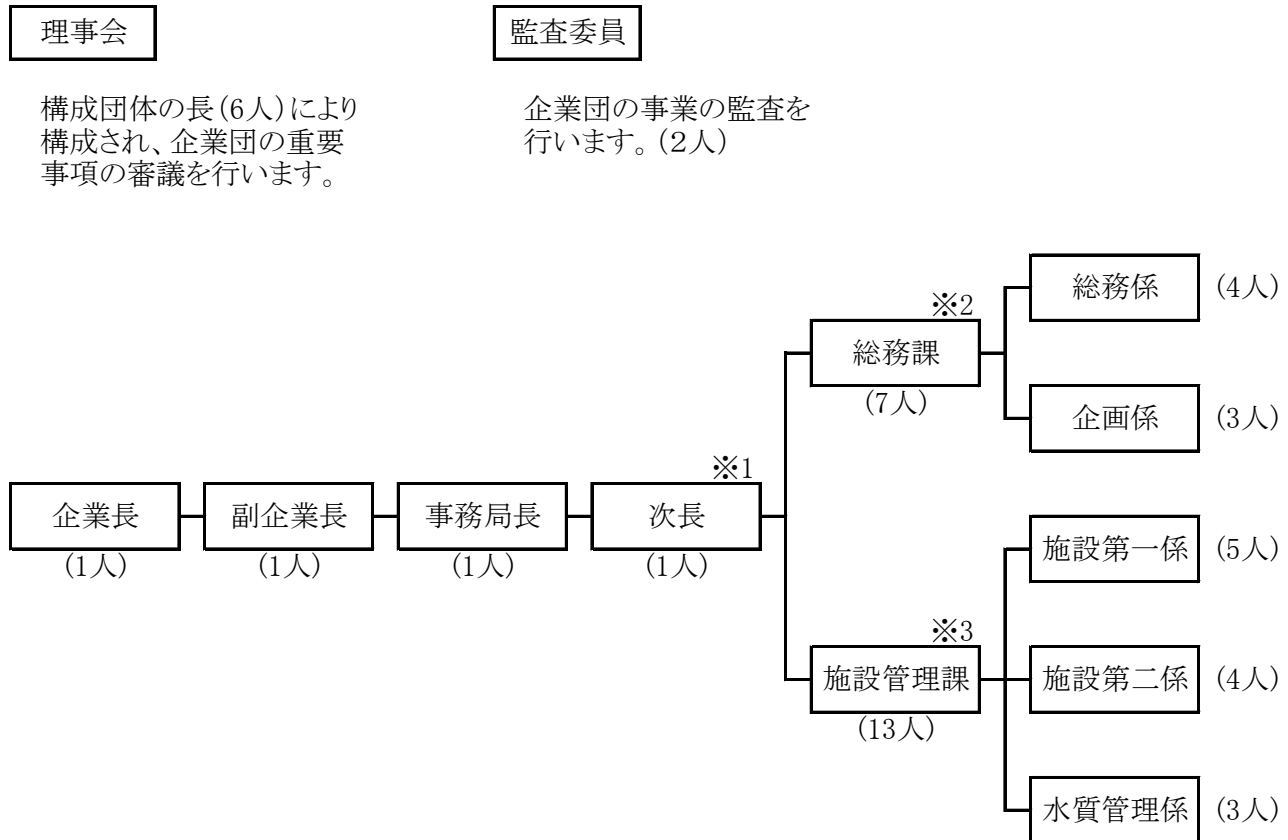 理事会
監査委員
構成団体の長(6人)により
構成され、企業団の重要
事項の審議を行います。
企業団の事業の監査を
行います。(2人)
総務係 (4人)
※2
総務課
(7人)
企画係 (3人)
※1
企業長
(1人)
副企業長
(1人)
事務局長
(1人)
次長
(1人)
施設第一係 (5人)
※3
施設管理課
(13人)
施設第二係 (4人)
水質管理係 (3人)